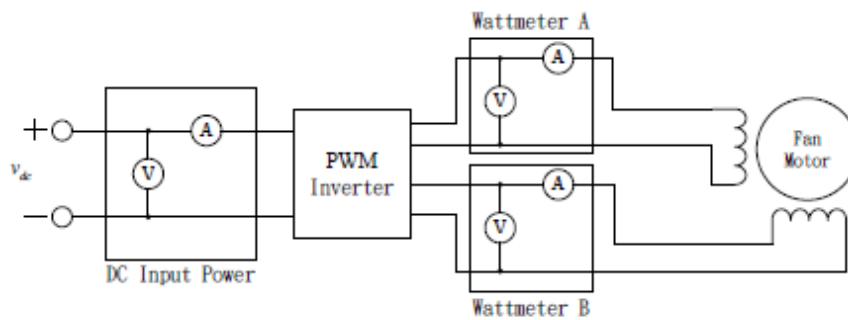 Wattmeter A
A
V
+
A
V
v_dc
−
DC Input Power
PWM
Inverter
A
V
Wattmeter B
Fan
Motor